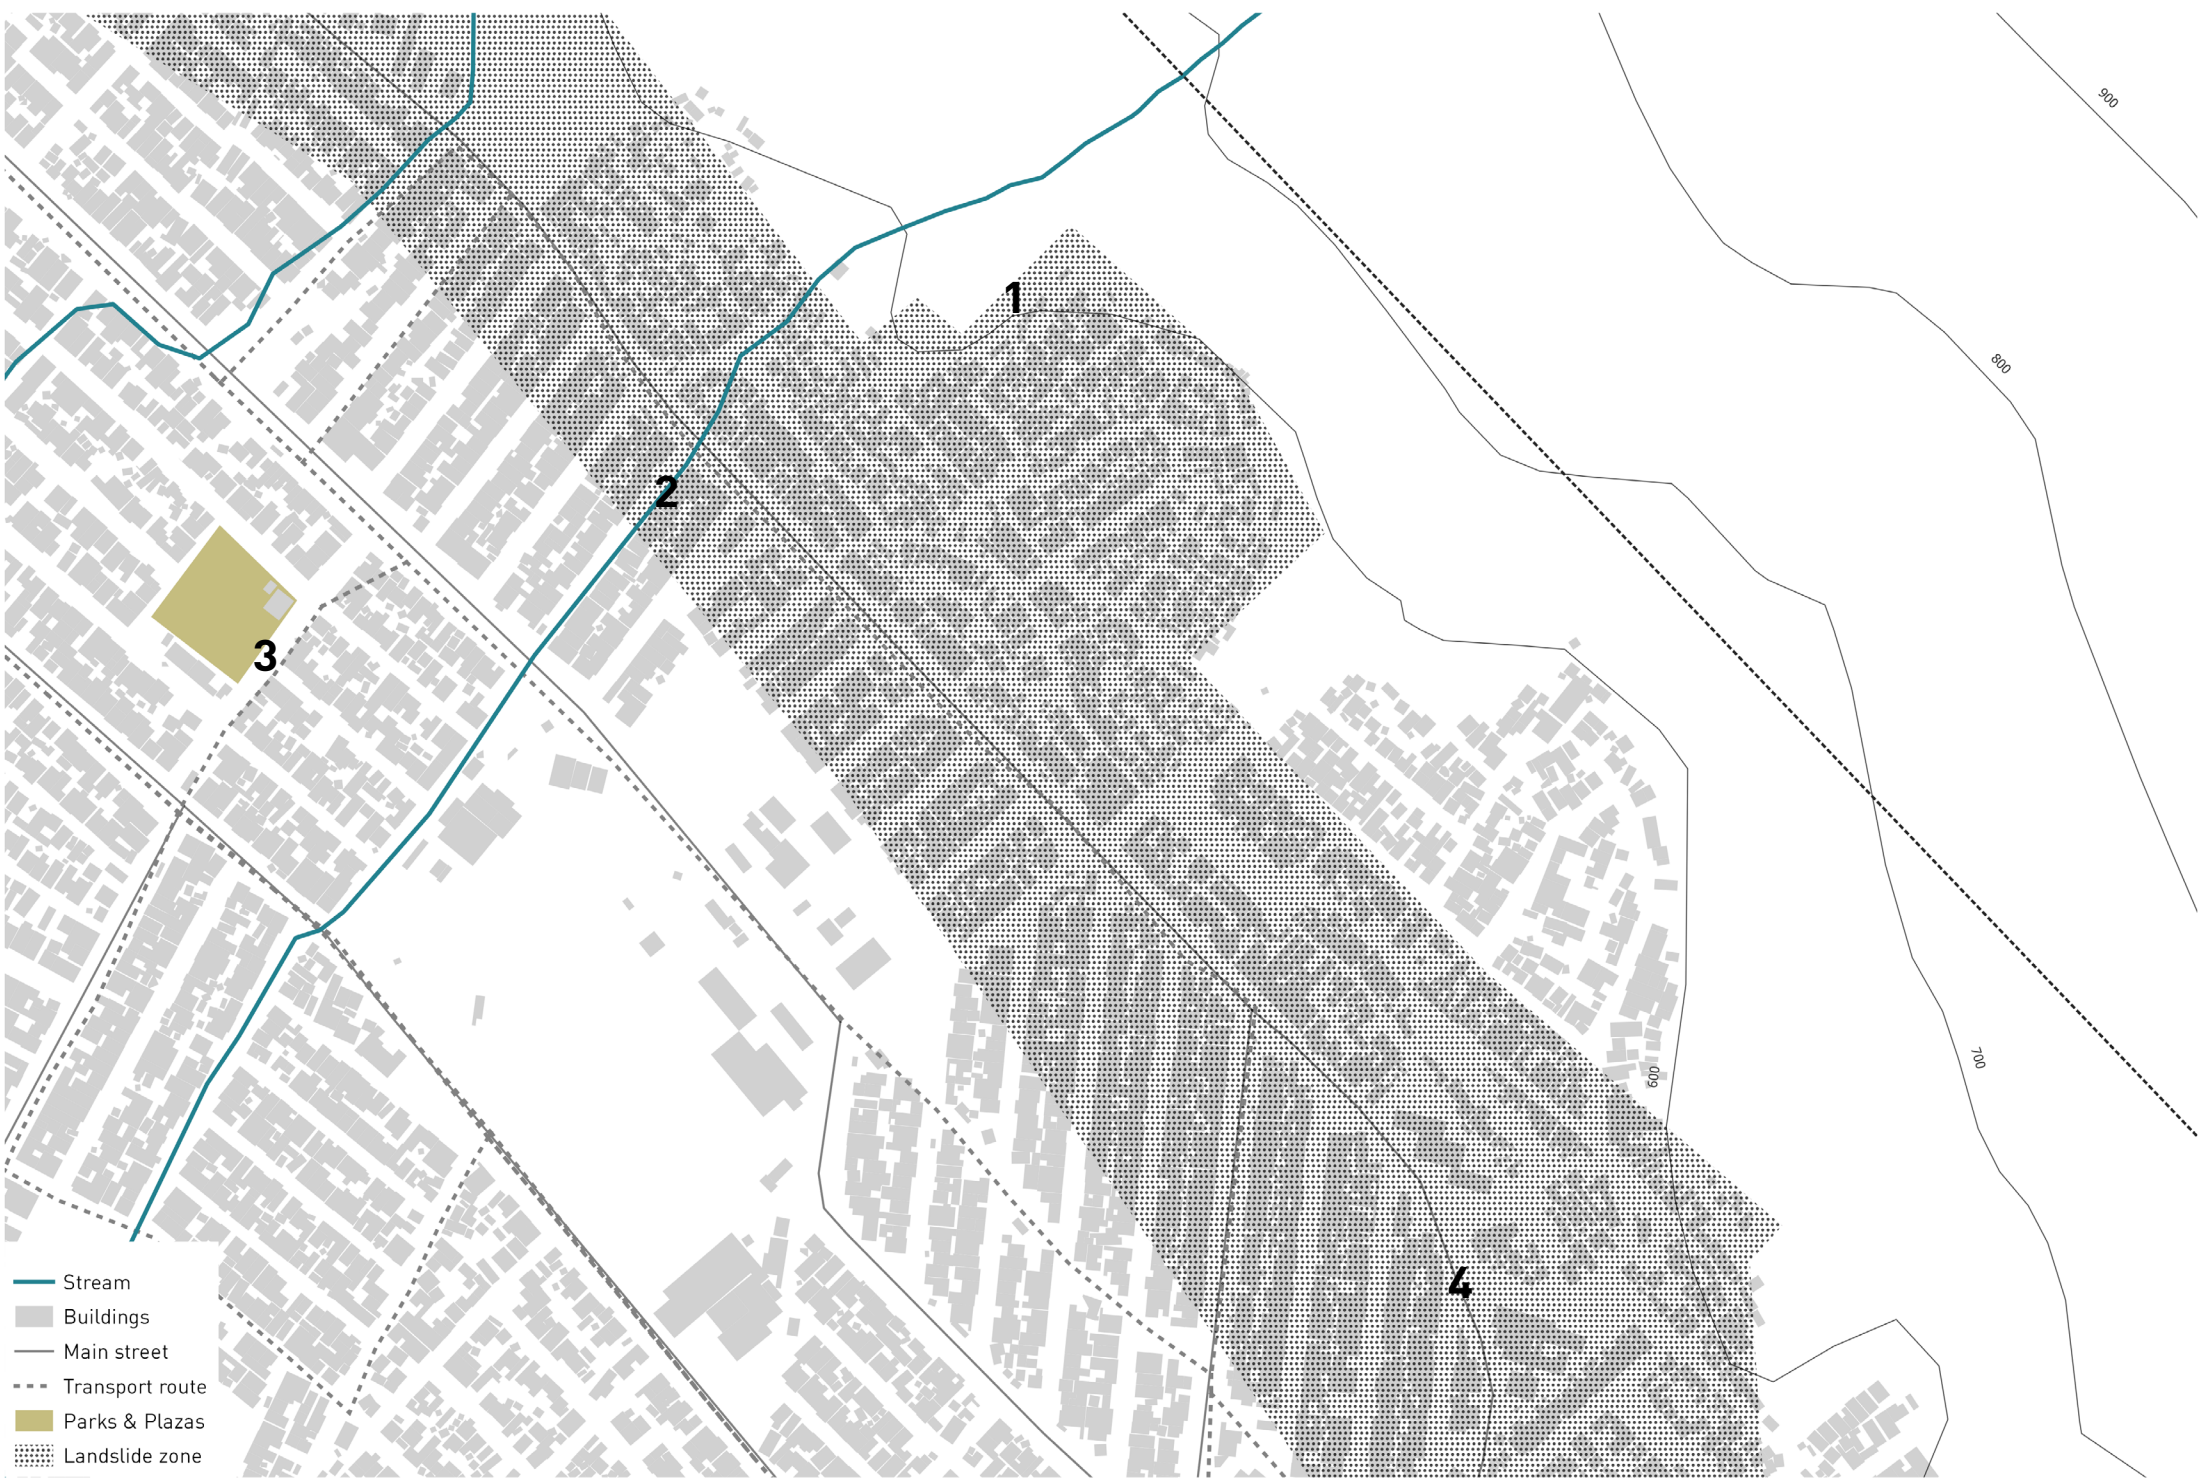 900
800
1
2
3
600
700
4
Stream
Buildings
Main street
Transport route
Parks & Plazas
Landslide zone